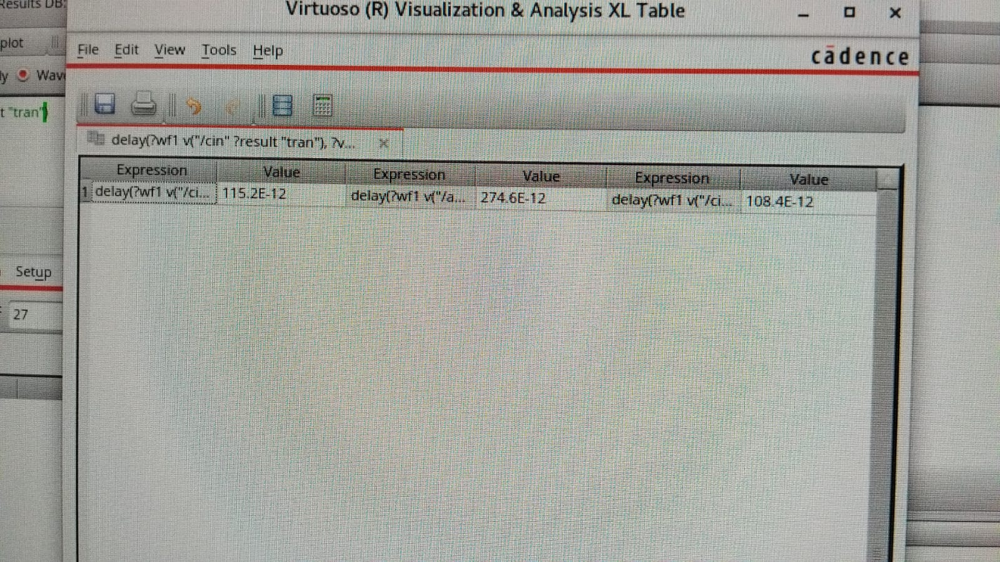 Results DB:
Virtuoso (R) Visualization & Analysis XL Table
plot
File Edit View Tools Help
cādence
t "tran")
delay(?wf1 v("/cin" ?result "tran"), ?v...
Expression Value Expression Value Expression Value
1 delay(?wf1 v("/ci... 115.2E-12 delay(?wf1 v("/a... 274.6E-12 delay(?wf1 v("/ci... 108.4E-12
Setup
27